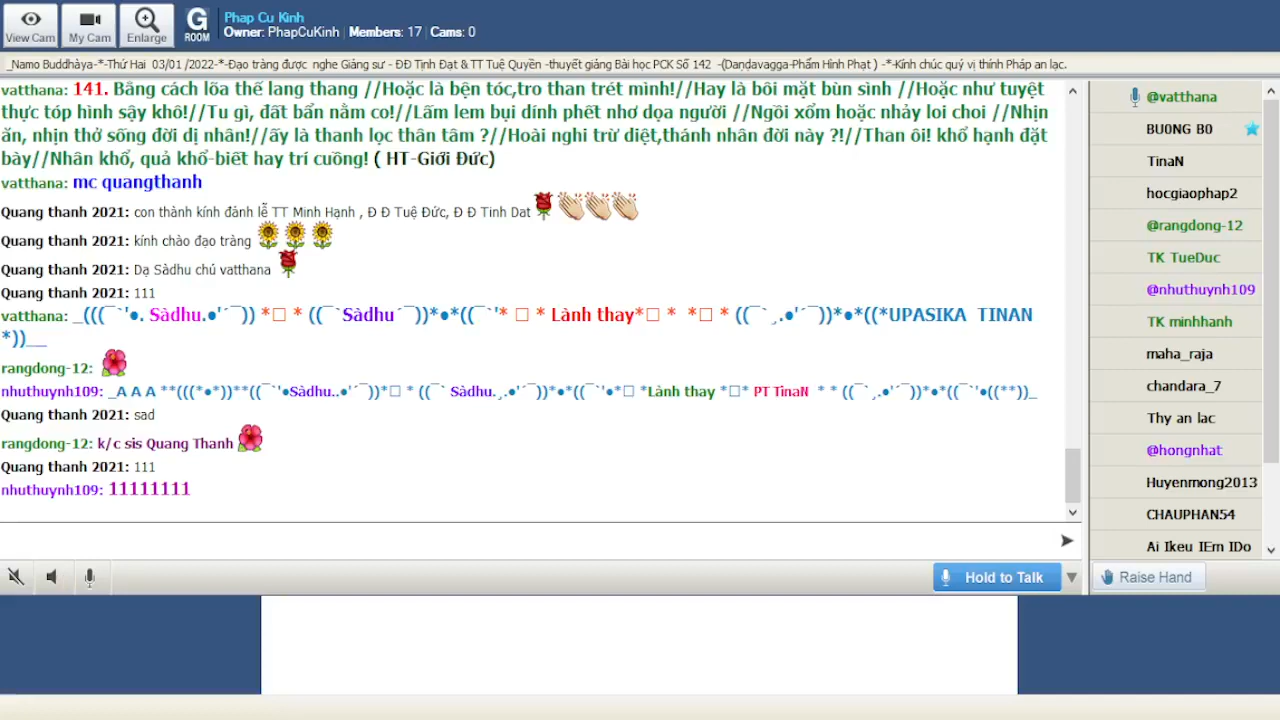 View Cam
My Cam
Enlarge
G
ROOM
Phap Cu Kinh
Owner: PhapCuKinh | Members: 17 | Cams: 0
_Namo Buddhàya-*-Thứ Hai 03/01 /2022-*-Đạo tràng được nghe Giảng sư - ĐĐ Tịnh Đạt & TT Tuệ Quyền -thuyết giảng Bài học PCK Số 142 -(Daṇḍavagga-Phẩm Hình Phạt ) -*-Kính chúc quý vị thính Pháp an lạc.
vatthana: 141. Bằng cách lõa thể lang thang //Hoặc là bện tóc,tro than trét mình!//Hay là bôi mặt bùn sình //Hoặc như tuyệt
thực tóp hình sậy khô!//Tu gì, đất bẩn nằm co!//Lấm lem bụi dính phết nhơ dọa người //Ngồi xổm hoặc nhảy loi choi //Nhịn
ăn, nhịn thở sống đời dị nhân!//ấy là thanh lọc thân tâm ?//Hoài nghi trừ diệt,thánh nhân đời này ?!//Than ôi! khổ hạnh đặt
bày//Nhân khổ, quả khổ-biết hay trí cuồng! ( HT-Giới Đức)
vatthana: mc quangthanh
Quang thanh 2021: con thành kính đảnh lễ TT Minh Hạnh , Đ Đ Tuệ Đức, Đ Đ Tinh Dat
Quang thanh 2021: kính chào đạo tràng
Quang thanh 2021: Dạ Sàdhu chú vatthana
Quang thanh 2021: 111
vatthana: _(((¯`'●. Sàdhu.●'´¯)) *□ * ((¯`Sàdhu´¯))*●*((¯`'* □ * Lành thay*□ * *□ * ((¯`¸.●'´¯))*●*((*UPASIKA TINAN
*))__
rangdong-12:
nhuthuynh109: _A A A **(((*●*))**((¯`'●Sàdhu..●'´¯))*□ * ((¯` Sàdhu.¸.●'´¯))*●*((¯`'●*□ *Lành thay *□* PT TinaN * * ((¯`¸.●'´¯))*●*((¯`'●((**))_
Quang thanh 2021: sad
rangdong-12: k/c sis Quang Thanh
Quang thanh 2021: 111
nhuthuynh109: 11111111
@vatthana
BU0NG B0
TinaN
hocgiaophap2
@rangdong-12
TK TueDuc
@nhuthuynh109
TK minhhanh
maha_raja
chandara_7
Thy an lac
@hongnhat
Huyenmong2013
CHAUPHAN54
Ai Ikeu IEm IDo
Hold to Talk
Raise Hand